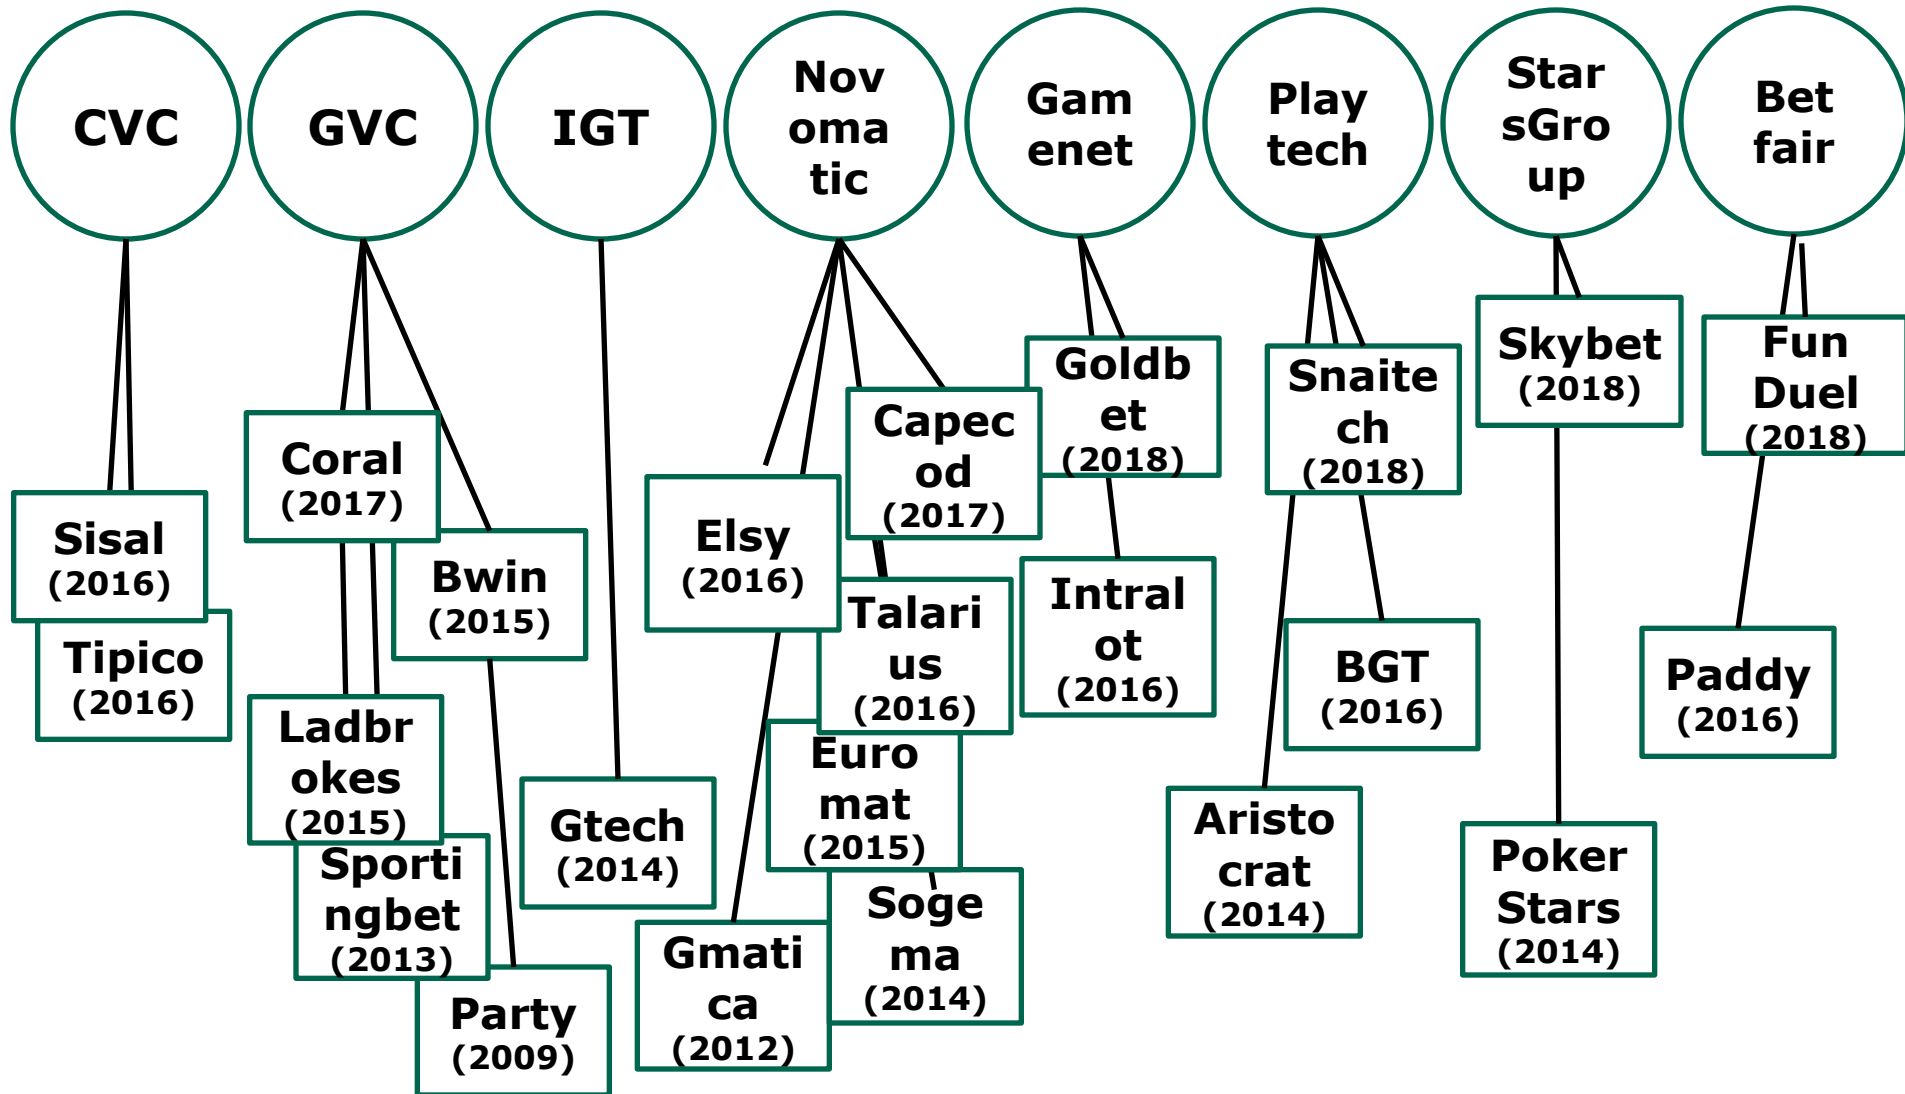 CVC
GVC
IGT
Nov
oma
tic
Gam
enet
Play
tech
Star
sGro
up
Bet
fair
Sisal
(2016)
Tipico
(2016)
Coral
(2017)
Bwin
(2015)
Ladbr
okes
(2015)
Sporti
ngbet
(2013)
Party
(2009)
Gtech
(2014)
Elsy
(2016)
Capec
od
(2017)
Talari
us
(2016)
Euro
mat
(2015)
Soge
ma
(2014)
Gmati
ca
(2012)
Goldb
et
(2018)
Intral
ot
(2016)
Snaite
ch
(2018)
BGT
(2016)
Aristo
crat
(2014)
Skybet
(2018)
Poker
Stars
(2014)
Fun
Duel
(2018)
Paddy
(2016)